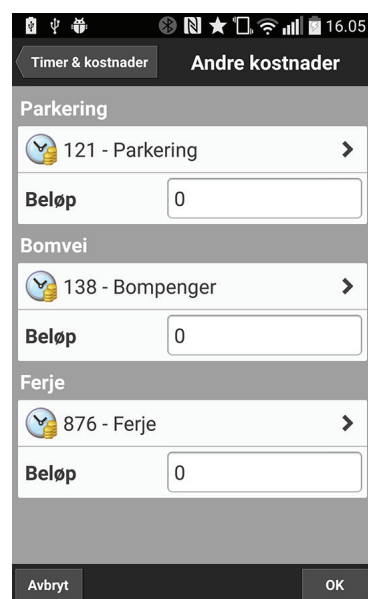 16.05
Timer & kostnader
Andre kostnader
Parkering
121 - Parkering
Beløp
0
Bomvei
138 - Bompenger
Beløp
0
Ferje
876 - Ferje
Beløp
0
Avbryt
OK